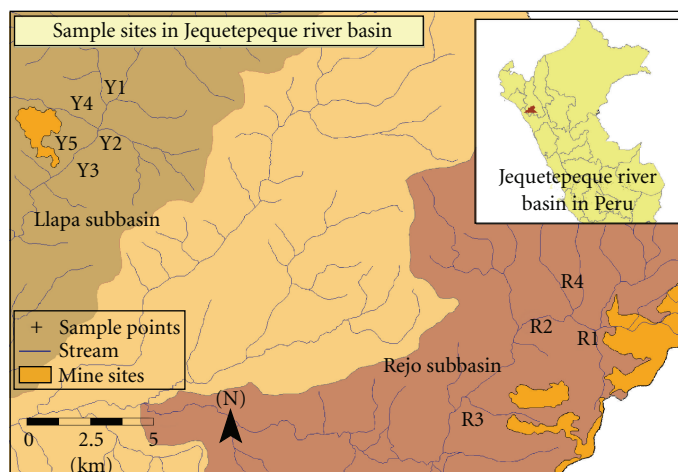 Sample sites in Jequetepeque river basin
Y1
Y4
Y5
Y2
Y3
Llapa subbasin
Jequetepeque river
basin in Peru
R4
R2
R1
Rejo subbasin
R3
+ Sample points
Stream
Mine sites
(N)
0 2.5 5
(km)